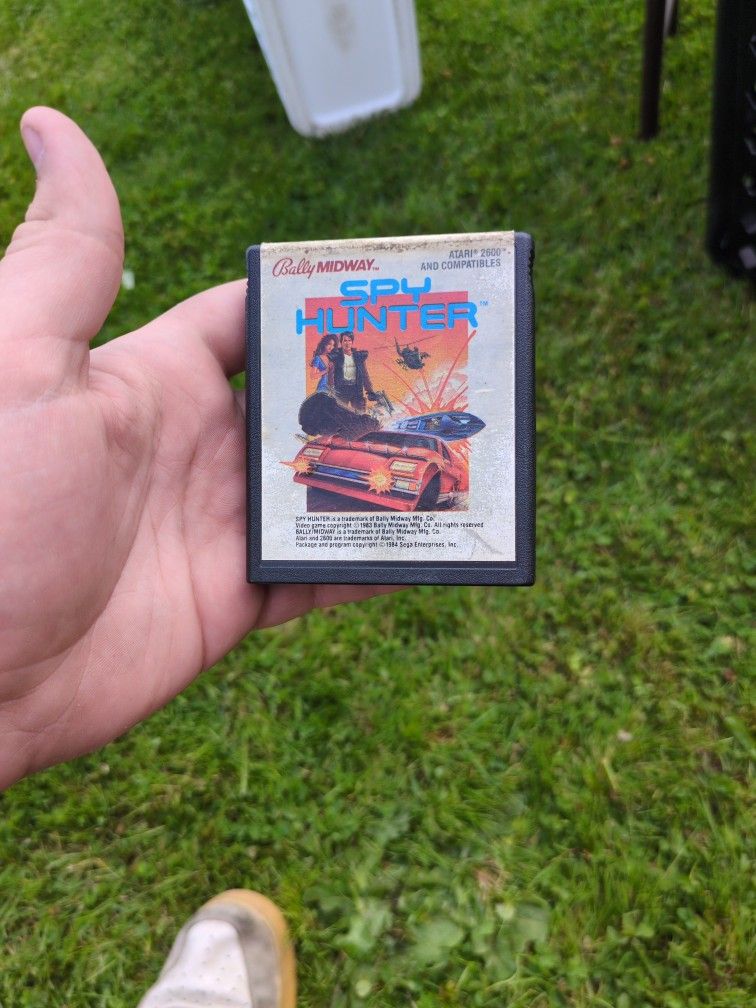 Bally MIDWAY™
ATARI® 2600™
AND COMPATIBLES
SPY
HUNTER™
SPY HUNTER is a trademark of Bally Midway Mfg. Co.
Video game copyright ©1983 Bally Midway Mfg. Co. All rights reserved
BALLY/MIDWAY is a trademark of Bally Midway Mfg. Co.
Atari and 2600 are trademarks of Atari, Inc.
Package and program copyright ©1984 Sega Enterprises, Inc.